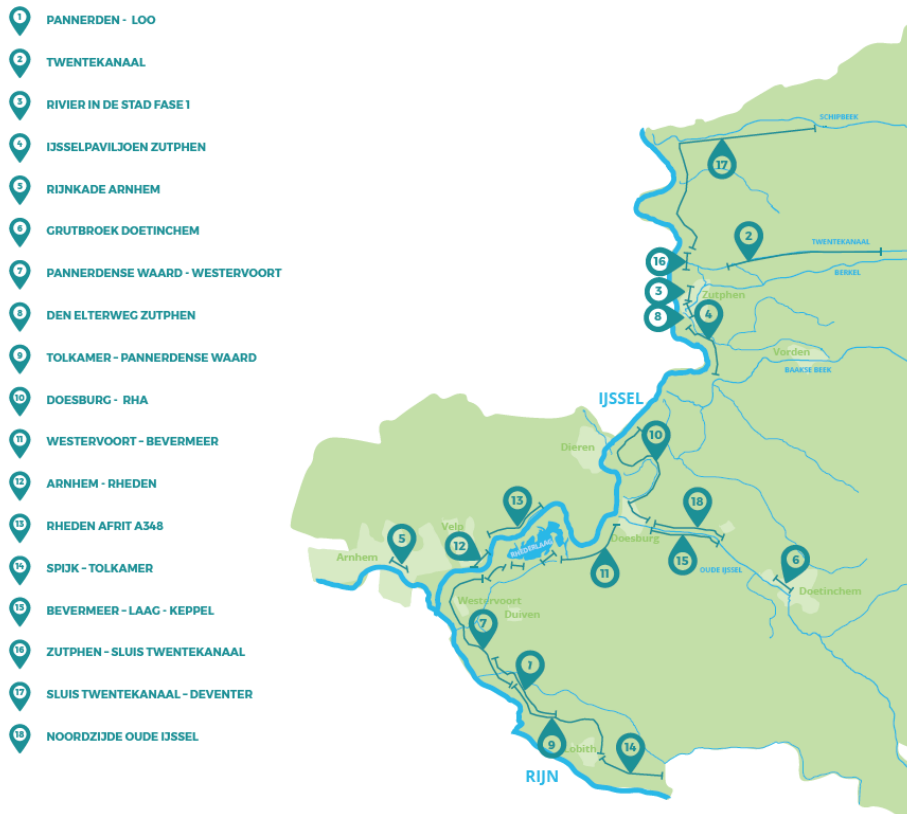 1 PANNERDEN - LOO
2 TWENTEKANAAL
3 RIVIER IN DE STAD FASE 1
4 IJSSELPAVILJOEN ZUTPHEN
5 RIJNKADE ARNHEM
6 GRUTBROEK DOETINCHEM
7 PANNERDENSE WAARD - WESTERVOORT
8 DEN ELTERWEG ZUTPHEN
9 TOLKAMER – PANNERDENSE WAARD
10 DOESBURG - RHA
11 WESTERVOORT – BEVERMEER
12 ARNHEM - RHEDEN
13 RHEDEN AFRIT A348
14 SPIJK – TOLKAMER
15 BEVERMEER – LAAG - KEPPEL
16 ZUTPHEN – SLUIS TWENTEKANAAL
17 SLUIS TWENTEKANAAL – DEVENTER
18 NOORDZIJDE OUDE IJSSEL
SCHIPBEEK
17
2
TWENTEKANAAL
16
BERKEL
3
Zutphen
8
4
Vorden
BAAKSE BEEK
IJSSEL
10
Dieren
13
18
Velp
5
12
RHEDERLAAG
Doesburg
Arnhem
15
11
OUDE IJSSEL
6
Doetinchem
Westervoort
Duiven
7
1
9
Lobith
14
RIJN